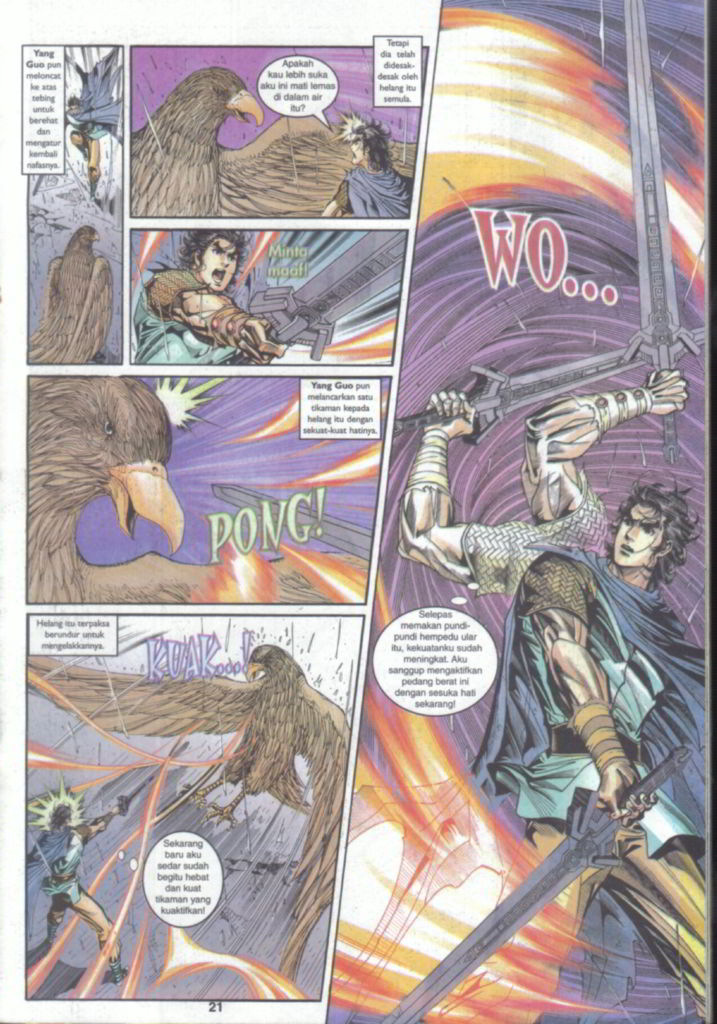 Yang
Guo pun
meloncat
ke atas
tebing
untuk
berehat
dan
mengatur
kembali
nafasnya.
Apakah
kau lebih suka
aku ini mati lemas
di dalam air
itu?
Tetapi
dia telah
didesak-
desak oleh
helang itu
semula.
Minta
maaf!
Yang Guo pun
melancarkan satu
tikaman kepada
helang itu dengan
sekuat-kuat hatinya.
PONG!
Helang itu terpaksa
berundur untuk
mengelakkannya.
KUAK...!
Sekarang
baru aku
sedar sudah
begitu hebat
dan kuat
tikaman yang
kuaktifkan!
WO...
Selepas
memakan pundi-
pundi hempedu ular
itu, kekuatanku sudah
meningkat. Aku
sanggup mengaktifkan
pedang berat ini
dengan sesuka hati
sekarang!
21